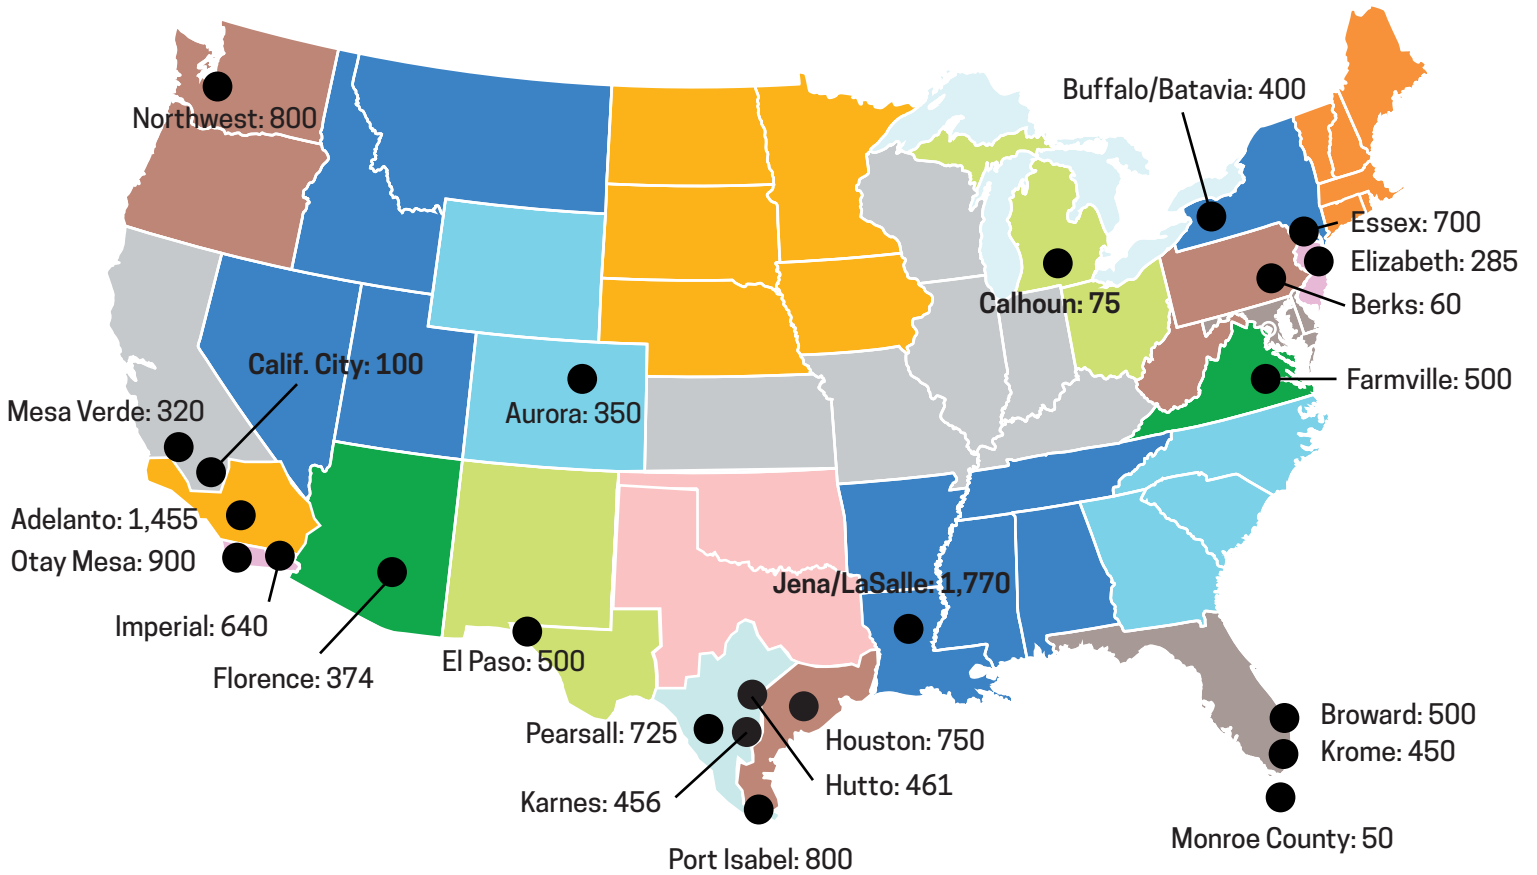 Buffalo/Batavia: 400
Northwest: 800
Essex: 700
Elizabeth: 285
Calhoun: 75
Berks: 60
Calif. City: 100
Farmville: 500
Mesa Verde: 320
Aurora: 350
Adelanto: 1,455
Otay Mesa: 900
Jena/LaSalle: 1,770
Imperial: 640
El Paso: 500
Florence: 374
Broward: 500
Pearsall: 725
Houston: 750
Krome: 450
Hutto: 461
Karnes: 456
Monroe County: 50
Port Isabel: 800